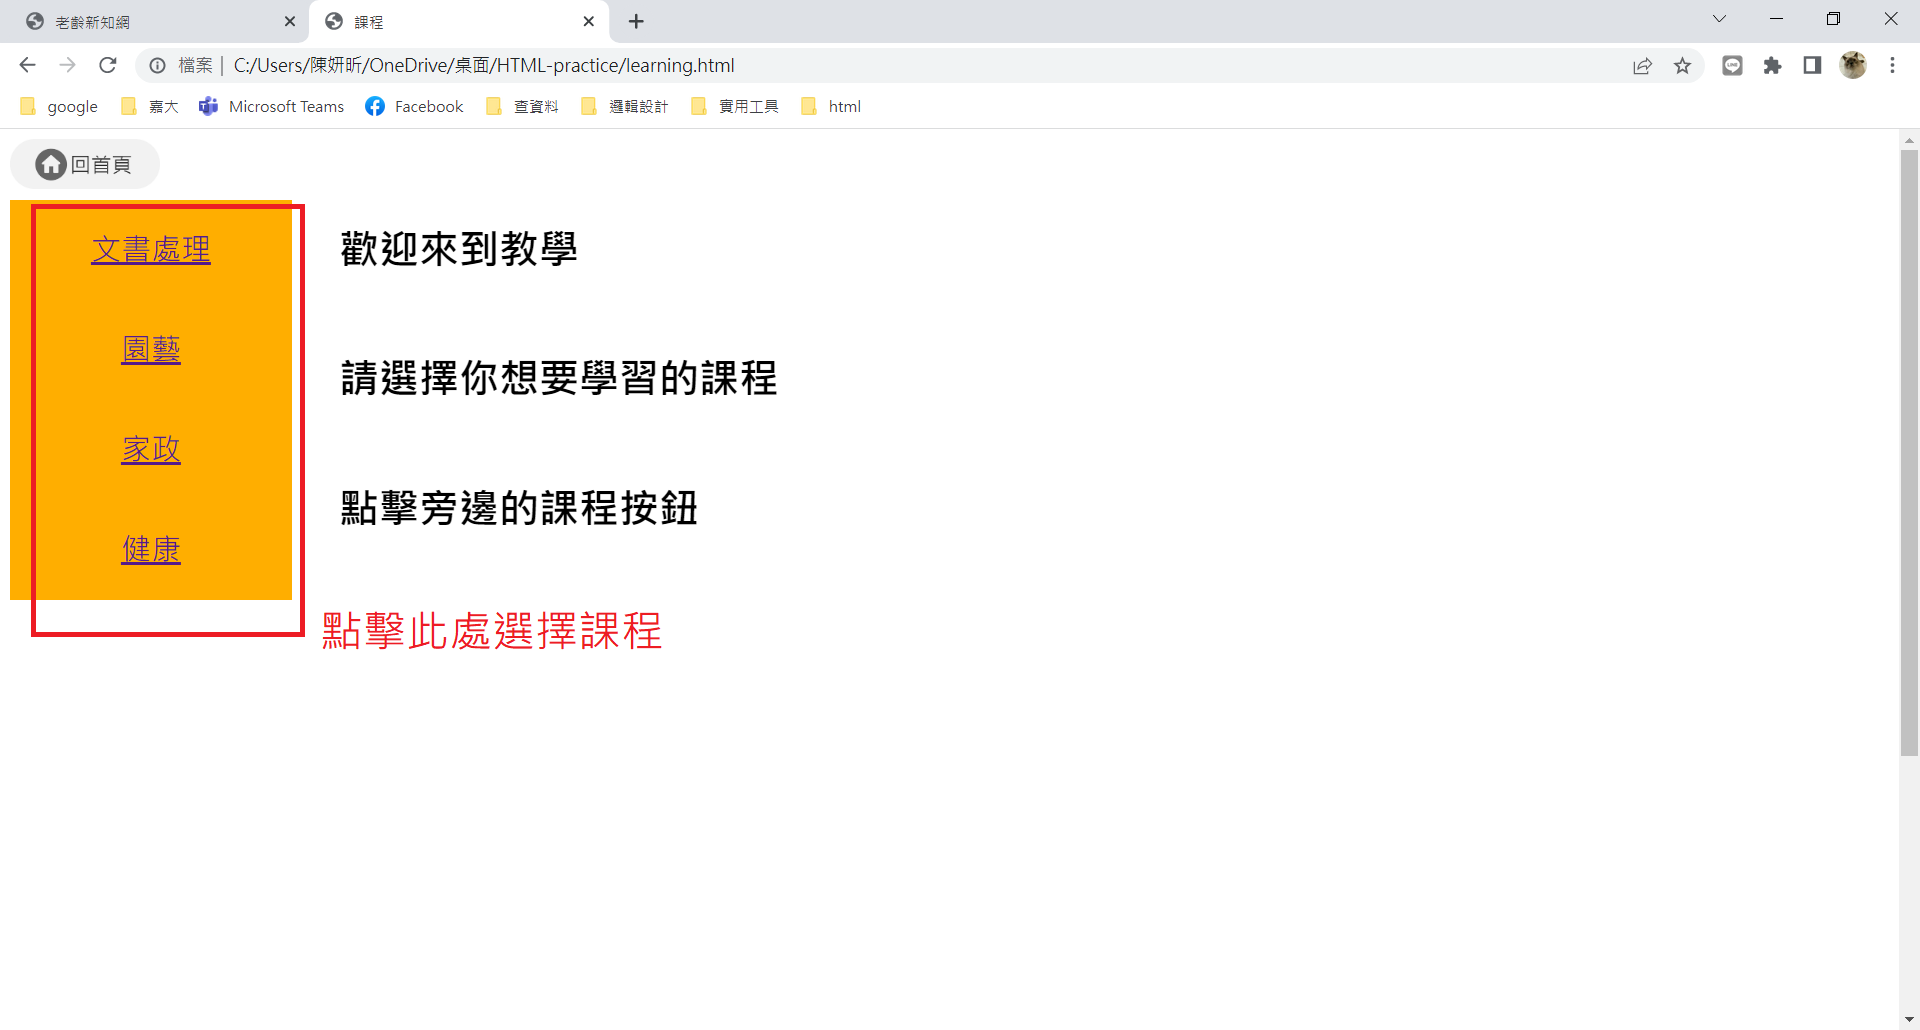 老齡新知網
課程
檔案 | C:/Users/陳妍昕/OneDrive/桌面/HTML-practice/learning.html
google 嘉大 Microsoft Teams Facebook 查資料 邏輯設計 實用工具 html
回首頁
文書處理
園藝
家政
健康
歡迎來到教學
請選擇你想要學習的課程
點擊旁邊的課程按鈕
點擊此處選擇課程